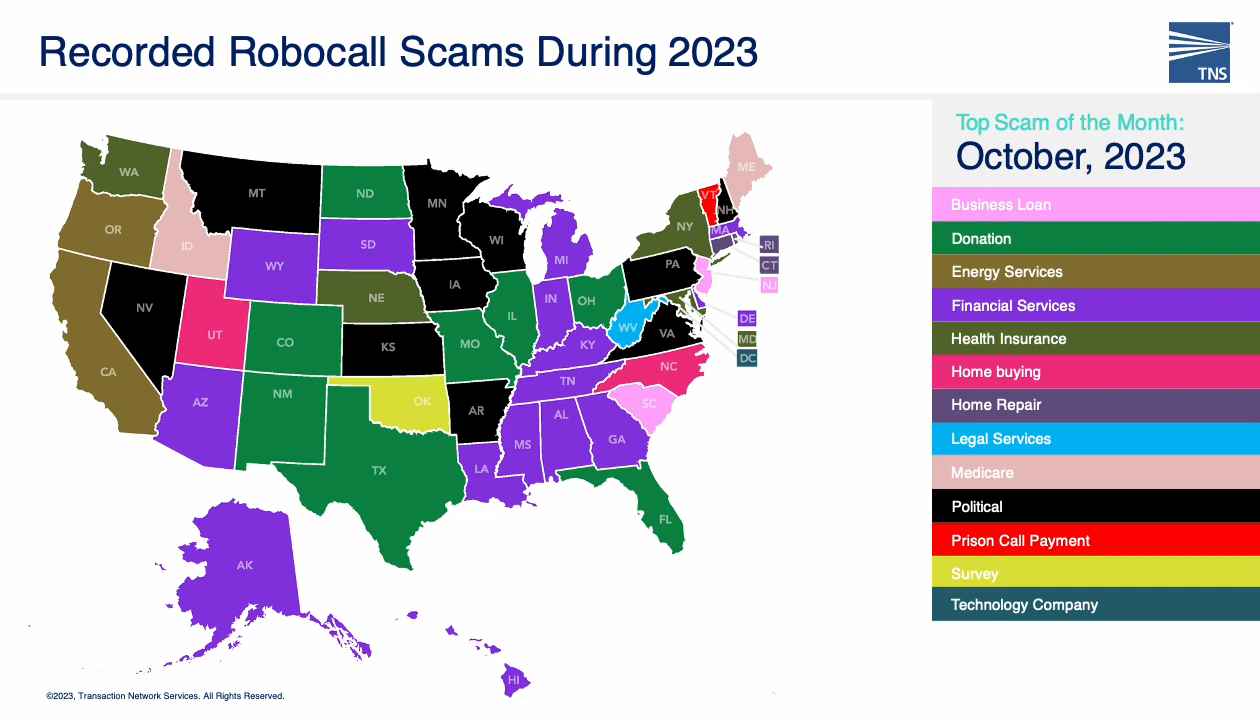 Recorded Robocall Scams During 2023
TNS
Top Scam of the Month:
October, 2023
Business Loan
Donation
Energy Services
Financial Services
Health Insurance
Home buying
Home Repair
Legal Services
Medicare
Political
Prison Call Payment
Survey
Technology Company
WA
MT
ND
MN
ME
VT
NH
OR
ID
SD
WI
NY
MA
WY
MI
RI
PA
CT
NJ
NV
NE
IA
IN
OH
UT
CO
IL
WV
VA
DE
MD
DC
CA
KS
MO
KY
NC
AZ
NM
OK
AR
TN
SC
MS
AL
GA
TX
LA
FL
AK
HI
©2023, Transaction Network Services. All Rights Reserved.